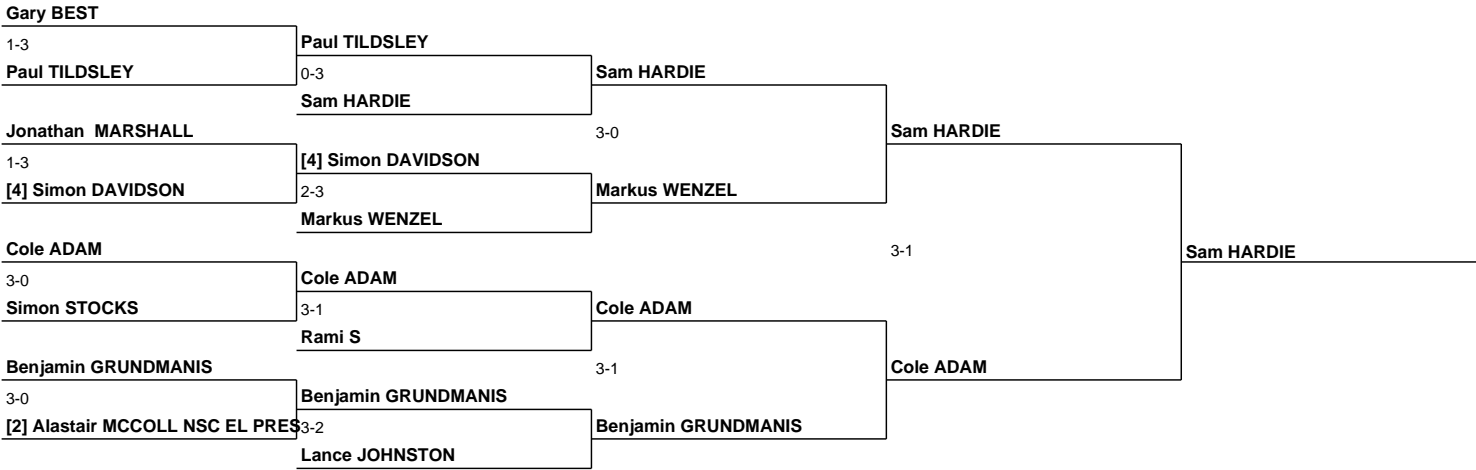 Gary BEST
1-3
Paul TILDSLEY
Paul TILDSLEY
0-3
Sam HARDIE
Sam HARDIE
Jonathan  MARSHALL
1-3
[4] Simon DAVIDSON
[4] Simon DAVIDSON
2-3
Markus WENZEL
3-0
Markus WENZEL
Sam HARDIE
Cole ADAM
3-0
Simon STOCKS
Cole ADAM
3-1
Rami S
Cole ADAM
Benjamin GRUNDMANIS
3-0
[2] Alastair MCCOLL NSC EL PRES
Benjamin GRUNDMANIS
3-2
Lance JOHNSTON
3-1
Benjamin GRUNDMANIS
Cole ADAM
3-1
Sam HARDIE